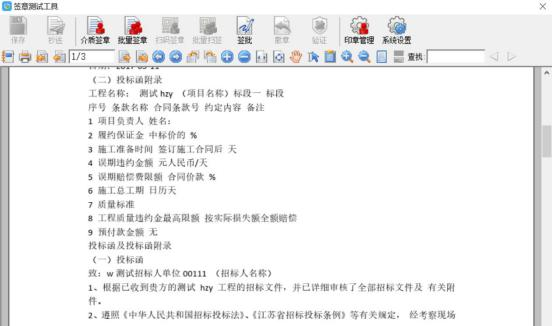 签章测试工具
保存 抄送 介质签章 批量签章 扫码签章 批量扫签 签批 撤章 验证 印章管理 系统设置
1/3 查找:
（二）投标函附录
工程名称： 测试 hzy （项目名称）标段一 标段
序号 条款名称 合同条款号 约定内容 备注
1 项目负责人 姓名:
2 履约保证金 中标价的 %
3 施工准备时间 签订施工合同后 天
4 误期违约金额 元人民币/天
5 误期赔偿费限额 合同价款 %
6 施工总工期 日历天
7 质量标准
8 工程质量违约金最高限额 按实际损失额全额赔偿
9 预付款金额 无
投标函及投标函附录
（一）投标函
致：w 测试招标人单位 00111 （招标人名称）
1、根据已收到贵方的测试 hzy 工程的招标文件，并已详细审核了全部招标文件及 有关附
件。
2、遵照《中华人民共和国招标投标法》、《江苏省招标投标条例》等有关规定， 经考察现场